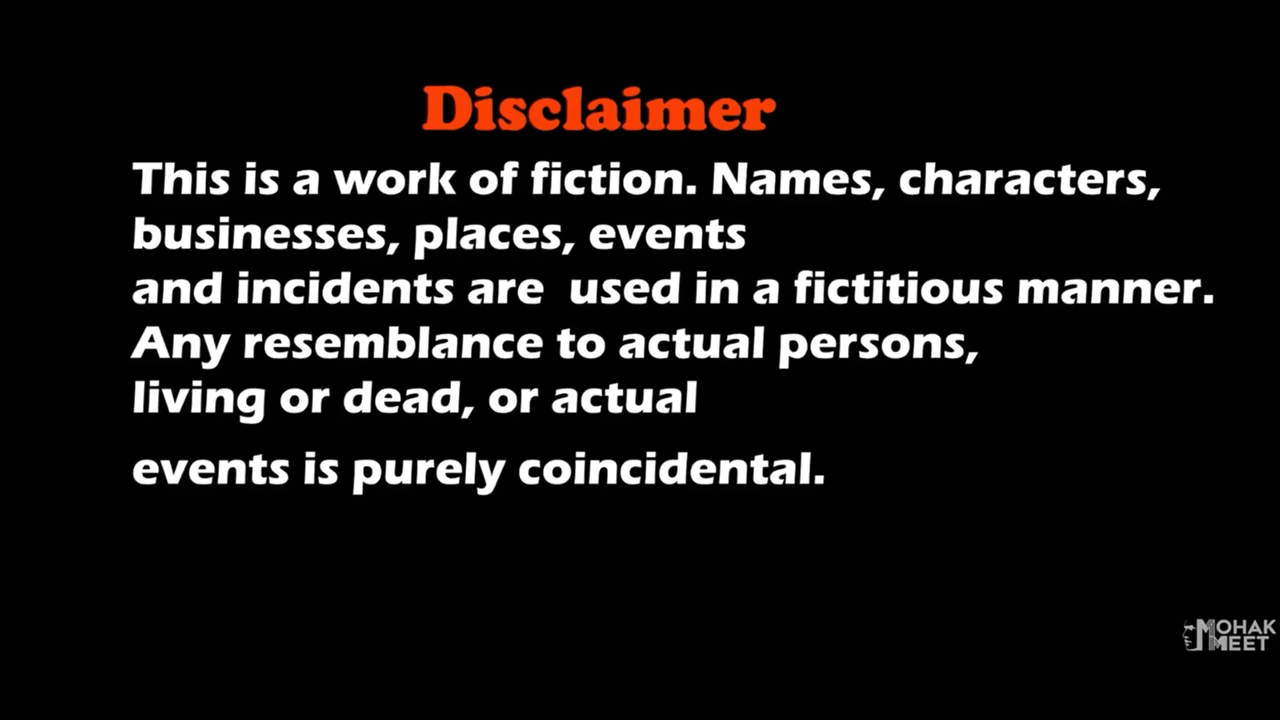 Disclaimer
This is a work of fiction. Names, characters,
businesses, places, events
and incidents are  used in a fictitious manner.
Any resemblance to actual persons,
living or dead, or actual
events is purely coincidental.
MOHAK
MEET